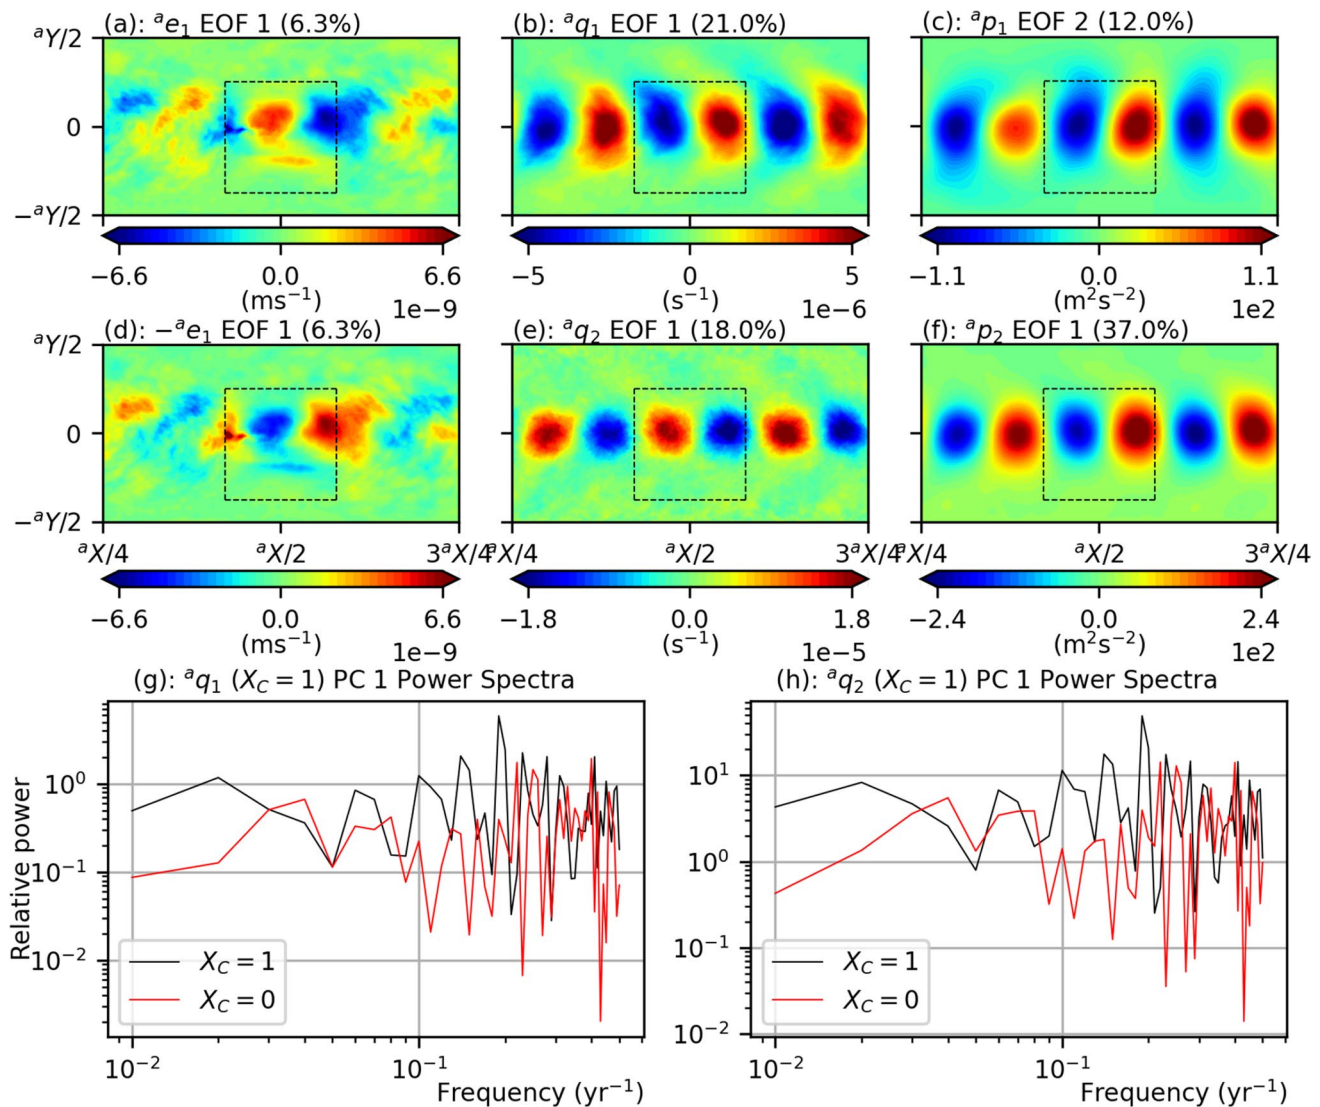 (a): ᵃe₁ EOF 1 (6.3%) (b): ᵃq₁ EOF 1 (21.0%) (c): ᵃp₁ EOF 2 (12.0%)
ᵃY/2
0
−ᵃY/2
−6.6 0.0 6.6 −5 0 5 −1.1 0.0 1.1
(ms⁻¹) 1e−9 (s⁻¹) 1e−6 (m²s⁻²) 1e2
(d): −ᵃe₁ EOF 1 (6.3%) (e): ᵃq₂ EOF 1 (18.0%) (f): ᵃp₂ EOF 1 (37.0%)
ᵃY/2
0
−ᵃY/2
ᵃX/4 ᵃX/2 3ᵃX/4 ᵃX/4 ᵃX/2 3ᵃX/4 ᵃX/4 ᵃX/2 3ᵃX/4
−6.6 0.0 6.6 −1.8 0.0 1.8 −2.4 0.0 2.4
(ms⁻¹) 1e−9 (s⁻¹) 1e−5 (m²s⁻²) 1e2
(g): ᵃq₁ (X_C = 1) PC 1 Power Spectra
Relative power
10⁰
10⁻¹
10⁻²
X_C = 1
X_C = 0
10⁻² 10⁻¹
Frequency (yr⁻¹)
(h): ᵃq₂ (X_C = 1) PC 1 Power Spectra
10¹
10⁰
10⁻¹
10⁻²
X_C = 1
X_C = 0
10⁻² 10⁻¹
Frequency (yr⁻¹)